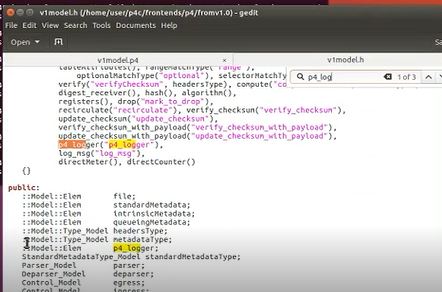 v1model.h (/home/user/p4c/frontends/p4/fromv1.0) - gedit
File Edit View Search Tools Documents Help
Open
v1model.p4 × v1model.h
p4_log 1 of 3
tableAttributes(), rangeMatchType("range"),
optionalMatchType("optional"), selectorMatchTy
verify("verifyChecksum", headersType), compute("co
digest_receiver(), hash(), algorithm(),
registers(), drop("mark_to_drop"),
recirculate("recirculate"), verify_checksum("verify_checksum"),
update_checksum("update_checksum"),
verify_checksum_with_payload("verify_checksum_with_payload"),
update_checksum_with_payload("update_checksum_with_payload"),
p4_logger("p4_logger"),
log_msg("log_msg"),
directMeter(), directCounter()
{}
public:
::Model::Elem file;
::Model::Elem standardMetadata;
::Model::Elem intrinsicMetadata;
::Model::Elem queueingMetadata;
::Model::Type_Model headersType;
::Model::Type_Model metadataType;
::Model::Elem p4_logger;
StandardMetadataType_Model standardMetadataType;
Parser_Model parser;
Deparser_Model deparser;
Control_Model egress;
Control_Model ingress;